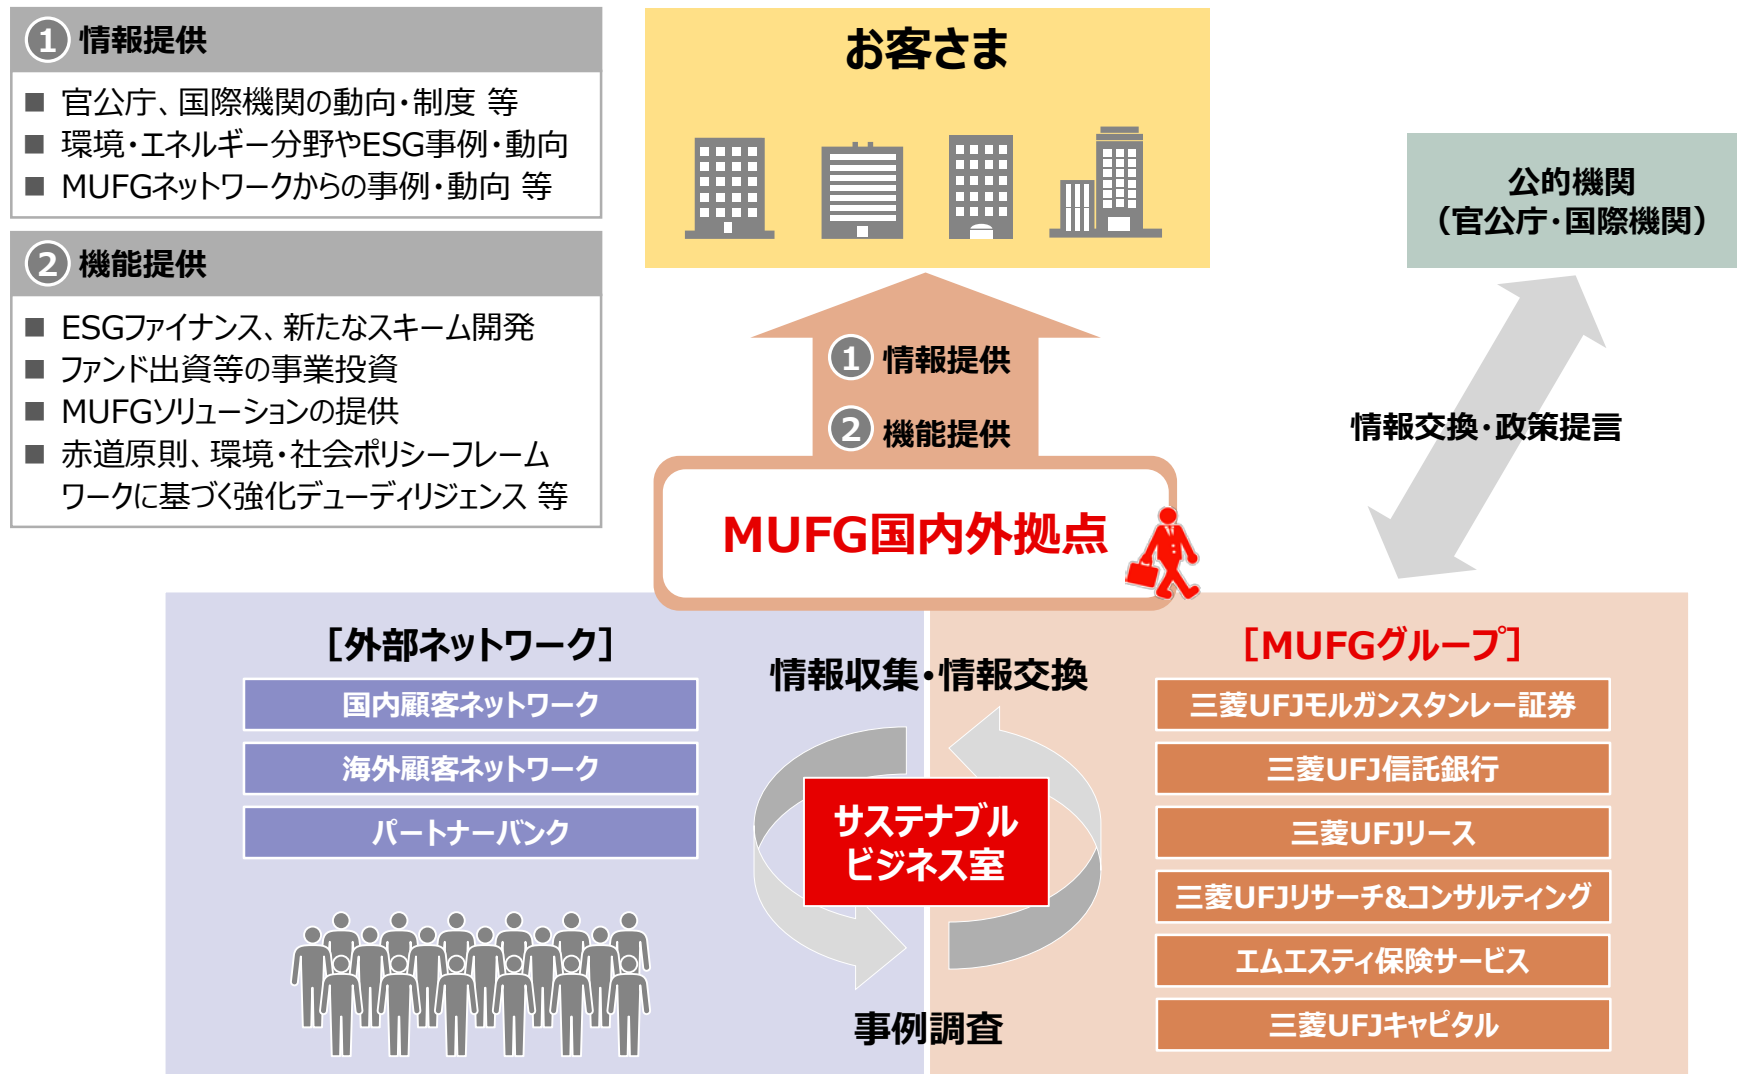 ① 情報提供
■ 官公庁、国際機関の動向・制度 等
■ 環境・エネルギー分野やESG事例・動向
■ MUFGネットワークからの事例・動向 等
② 機能提供
■ ESGファイナンス、新たなスキーム開発
■ ファンド出資等の事業投資
■ MUFGソリューションの提供
■ 赤道原則、環境・社会ポリシーフレーム
ワークに基づく強化デューディリジェンス 等
お客さま
公的機関
（官公庁・国際機関）
① 情報提供
② 機能提供
情報交換・政策提言
MUFG国内外拠点
［外部ネットワーク］
国内顧客ネットワーク
海外顧客ネットワーク
パートナーバンク
情報収集・情報交換
サステナブル
ビジネス室
事例調査
［MUFGグループ］
三菱UFJモルガンスタンレー証券
三菱UFJ信託銀行
三菱UFJリース
三菱UFJリサーチ&コンサルティング
エムエスティ保険サービス
三菱UFJキャピタル